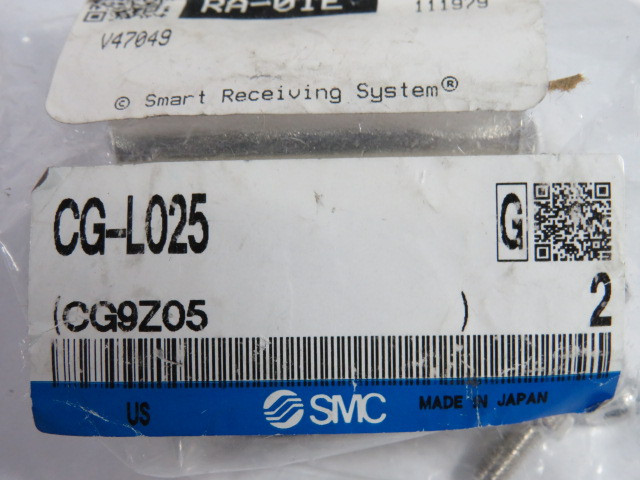 RA-01E
111979
V47049
© Smart Receiving System®
CG-L025
G
(CG9Z05 )
2
US
SMC
MADE IN JAPAN